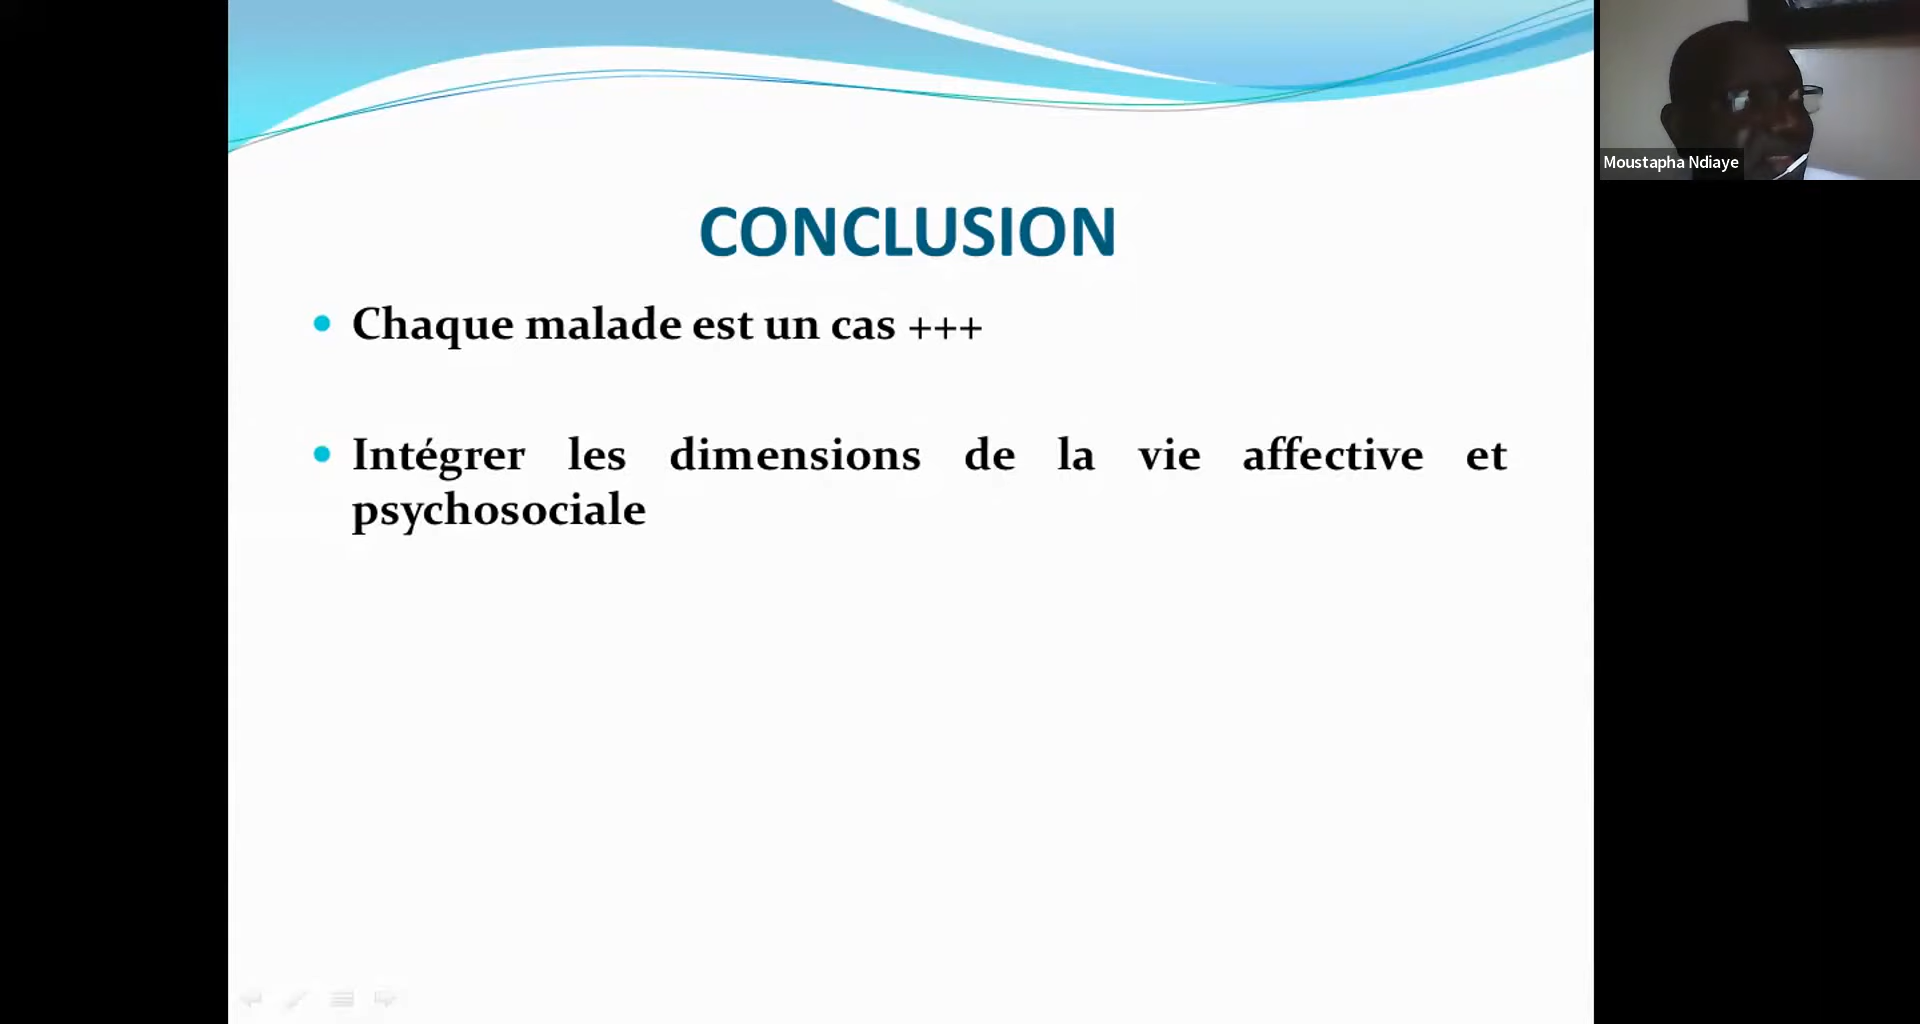 CONCLUSION
Chaque malade est un cas +++
Intégrer les dimensions de la vie affective et
psychosociale
Moustapha Ndiaye